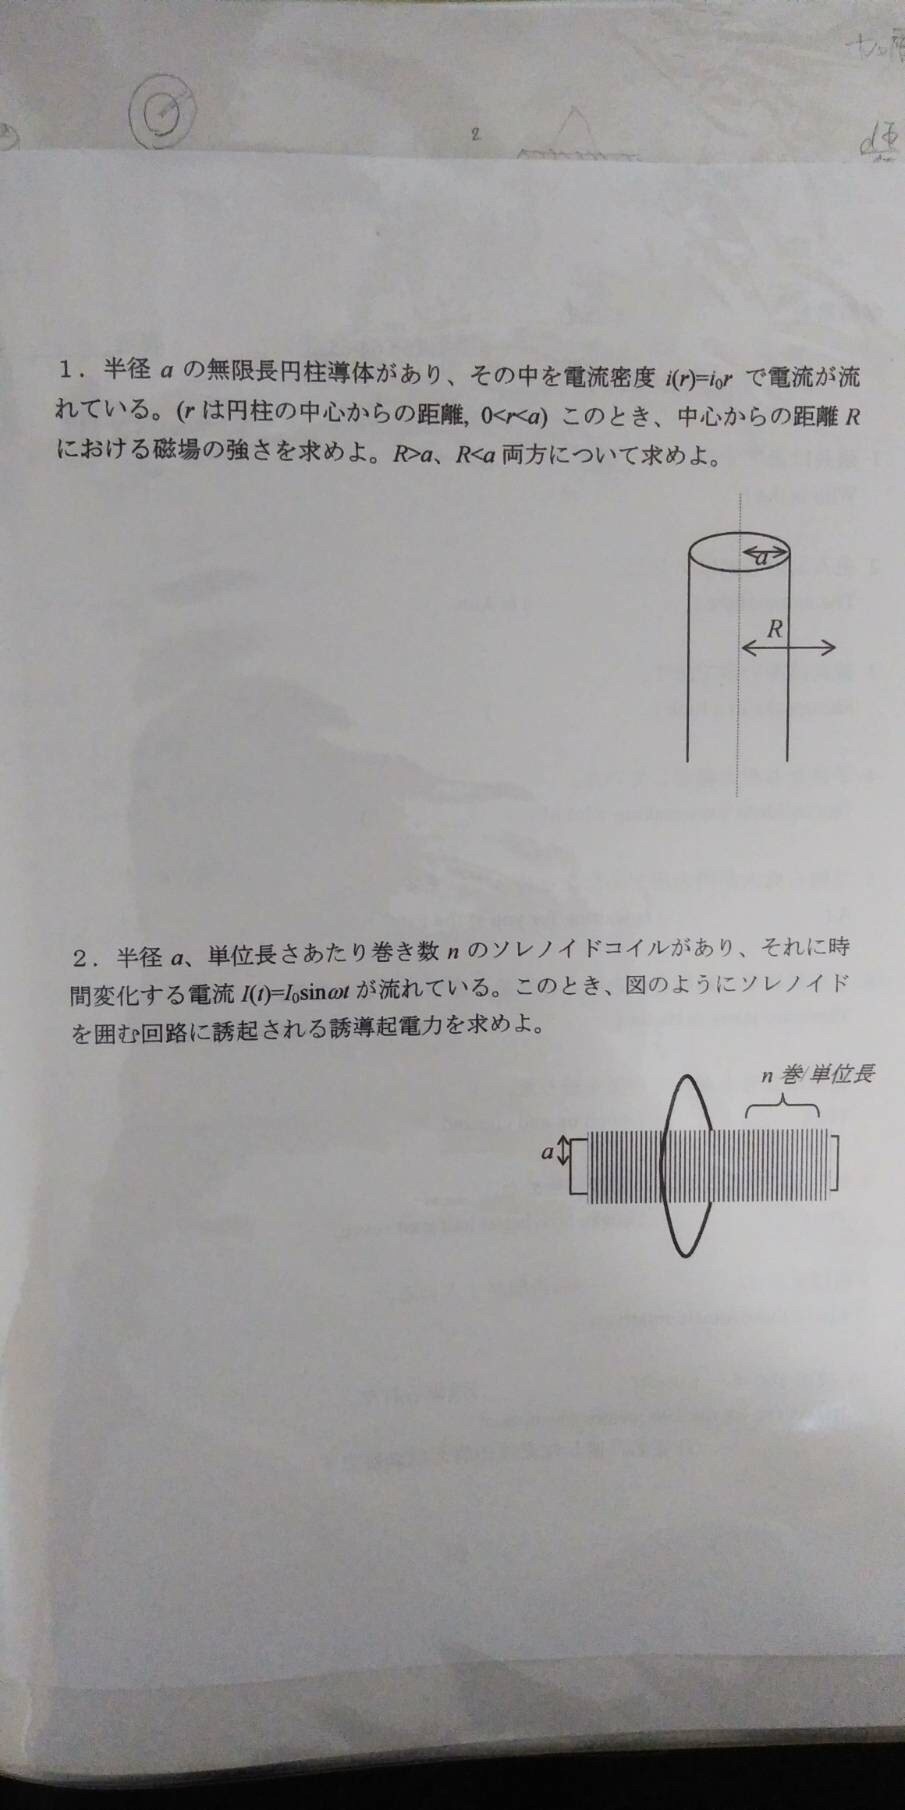 2
dΦ
1．半径 a の無限長円柱導体があり、その中を電流密度 i(r)=i₀r で電流が流
れている。(r は円柱の中心からの距離, 0<r<a) このとき、中心からの距離 R
における磁場の強さを求めよ。R>a、R<a 両方について求めよ。
a
R
2．半径 a、単位長さあたり巻き数 n のソレノイドコイルがあり、それに時
間変化する電流 I(t)=I₀sinωt が流れている。このとき、図のようにソレノイド
を囲む回路に誘起される誘導起電力を求めよ。
n 巻/単位長
a